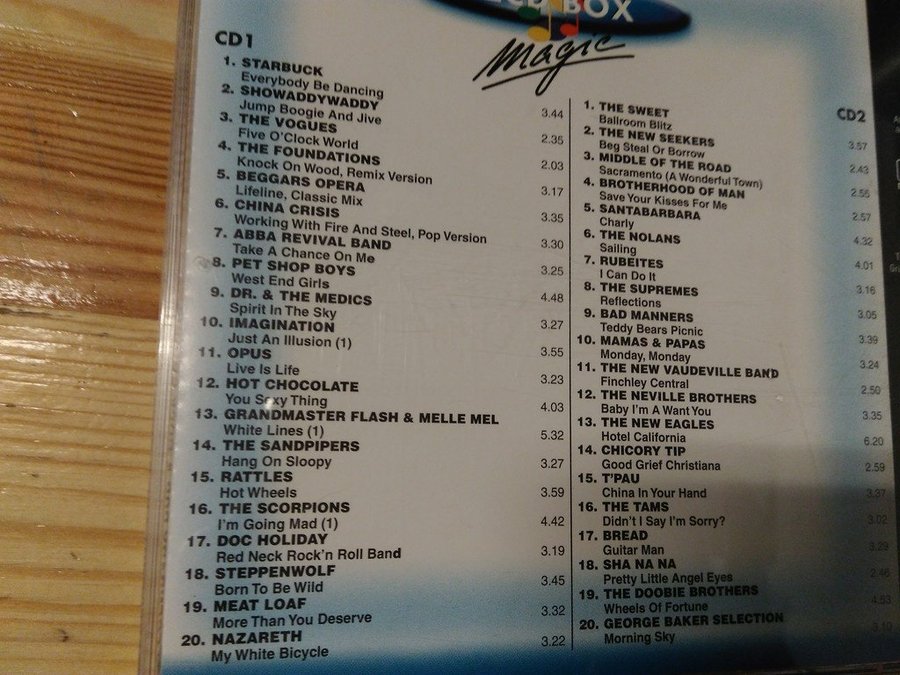 BOX
Magic
CD1
1. STARBUCK
Everybody Be Dancing 3.44
2. SHOWADDYWADDY
Jump Boogie And Jive 2.35
3. THE VOGUES
Five O'Clock World 2.03
4. THE FOUNDATIONS
Knock On Wood, Remix Version 3.17
5. BEGGARS OPERA
Lifeline, Classic Mix 3.35
6. CHINA CRISIS
Working With Fire And Steel, Pop Version 3.30
7. ABBA REVIVAL BAND
Take A Chance On Me 3.25
8. PET SHOP BOYS
West End Girls 4.48
9. DR. & THE MEDICS
Spirit In The Sky 3.27
10. IMAGINATION
Just An Illusion (1) 3.55
11. OPUS
Live Is Life 3.23
12. HOT CHOCOLATE
You Sexy Thing 4.03
13. GRANDMASTER FLASH & MELLE MEL
White Lines (1) 5.32
14. THE SANDPIPERS
Hang On Sloopy 3.27
15. RATTLES
Hot Wheels 3.59
16. THE SCORPIONS
I'm Going Mad (1) 4.42
17. DOC HOLIDAY
Red Neck Rock'n Roll Band 3.19
18. STEPPENWOLF
Born To Be Wild 3.45
19. MEAT LOAF
More Than You Deserve 3.32
20. NAZARETH
My White Bicycle 3.22
CD2
1. THE SWEET
Ballroom Blitz 3.57
2. THE NEW SEEKERS
Beg Steal Or Borrow 2.43
3. MIDDLE OF THE ROAD
Sacramento (A Wonderful Town) 2.56
4. BROTHERHOOD OF MAN
Save Your Kisses For Me 2.57
5. SANTABARBARA
Charly 4.32
6. THE NOLANS
Sailing 4.01
7. RUBEITES
I Can Do It 3.16
8. THE SUPREMES
Reflections 3.05
9. BAD MANNERS
Teddy Bears Picnic 3.39
10. MAMAS & PAPAS
Monday, Monday 3.24
11. THE NEW VAUDEVILLE BAND
Finchley Central 2.50
12. THE NEVILLE BROTHERS
Baby I'm A Want You 3.35
13. THE NEW EAGLES
Hotel California 6.20
14. CHICORY TIP
Good Grief Christiana 2.59
15. T'PAU
China In Your Hand 3.37
16. THE TAMS
Didn't I Say I'm Sorry? 3.02
17. BREAD
Guitar Man 3.29
18. SHA NA NA
Pretty Little Angel Eyes 2.46
19. THE DOOBIE BROTHERS
Wheels Of Fortune 4.53
20. GEORGE BAKER SELECTION
Morning Sky 3.10